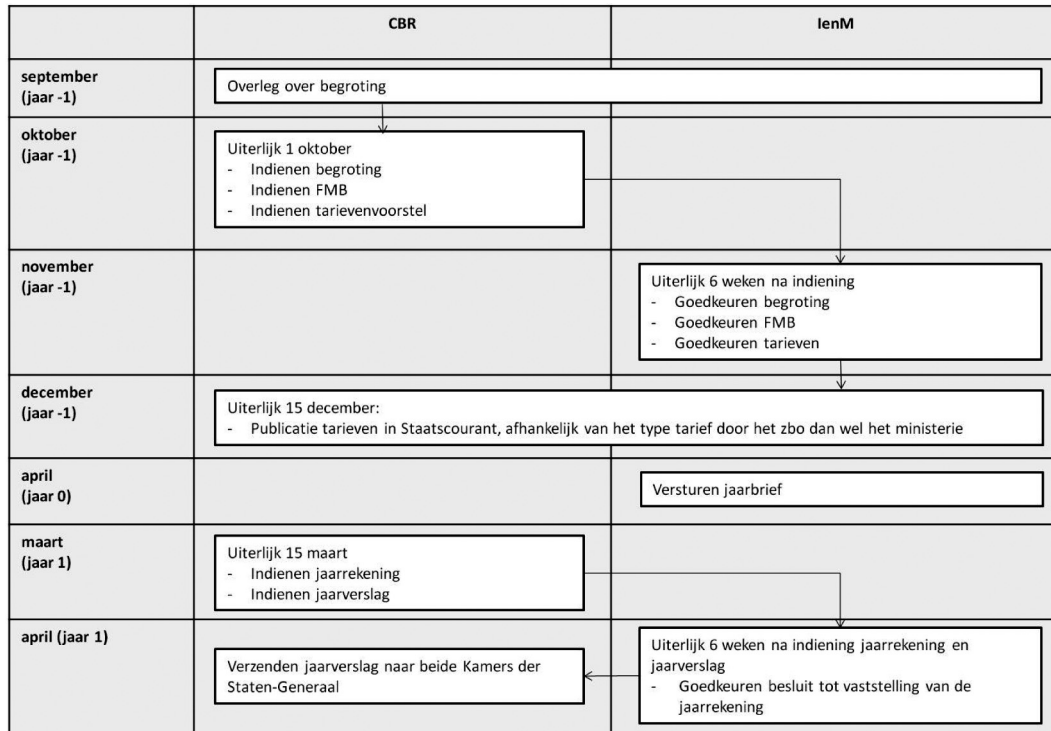 CBR
IenM
september
(jaar -1)
Overleg over begroting
oktober
(jaar -1)
Uiterlijk 1 oktober
- Indienen begroting
- Indienen FMB
- Indienen tarievenvoorstel
november
(jaar -1)
Uiterlijk 6 weken na indiening
- Goedkeuren begroting
- Goedkeuren FMB
- Goedkeuren tarieven
december
(jaar -1)
Uiterlijk 15 december:
- Publicatie tarieven in Staatscourant, afhankelijk van het type tarief door het zbo dan wel het ministerie
april
(jaar 0)
Versturen jaarbrief
maart
(jaar 1)
Uiterlijk 15 maart
- Indienen jaarrekening
- Indienen jaarverslag
april (jaar 1)
Uiterlijk 6 weken na indiening jaarrekening en
jaarverslag
- Goedkeuren besluit tot vaststelling van de
jaarrekening
Verzenden jaarverslag naar beide Kamers der
Staten-Generaal